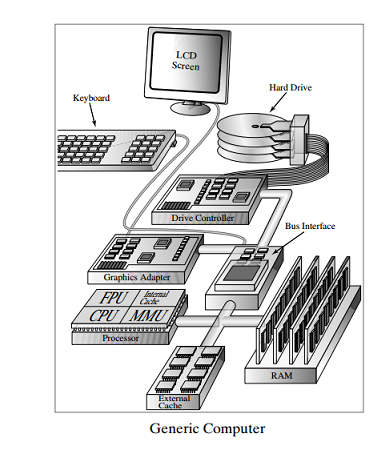 LCD
Screen
Keyboard
Hard Drive
Drive Controller
Bus Interface
Graphics Adapter
FPU
Internal
Cache
CPU
MMU
Processor
RAM
External
Cache
Generic Computer